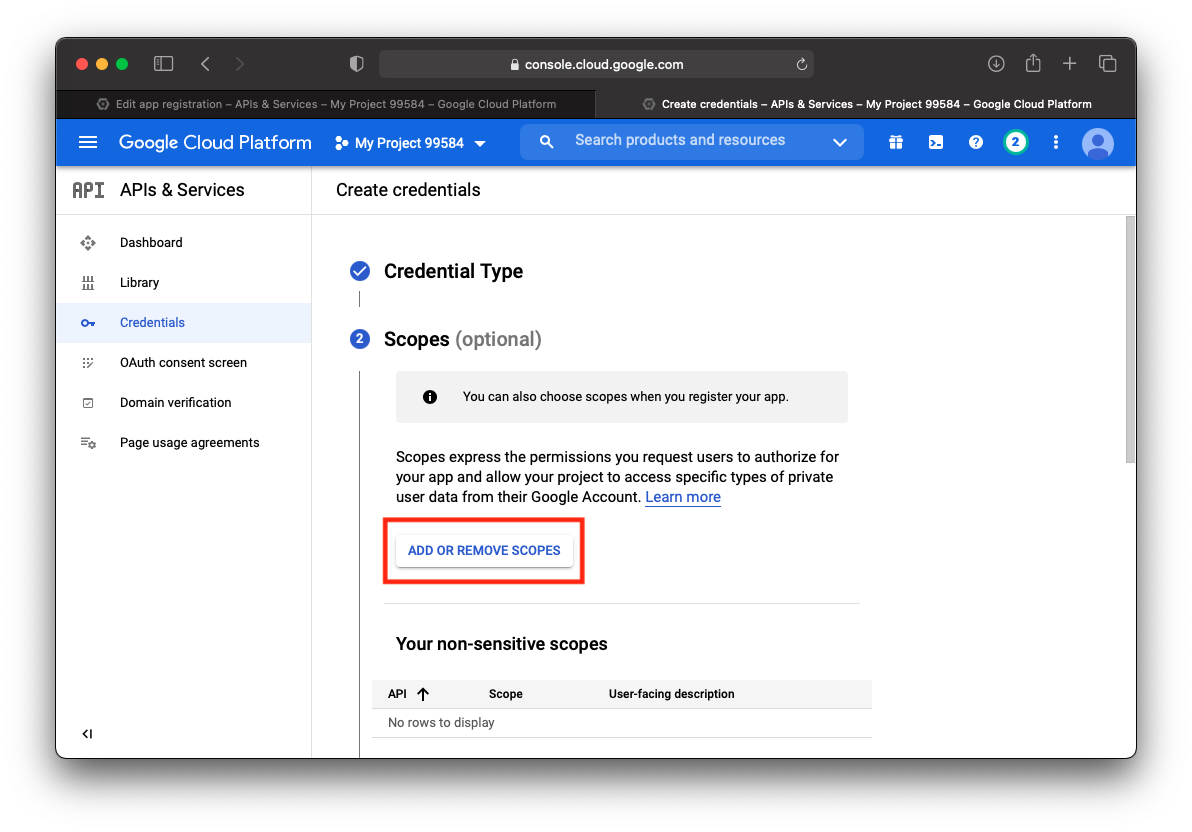 console.cloud.google.com
Edit app registration – APIs & Services – My Project 99584 – Google Cloud Platform
Create credentials – APIs & Services – My Project 99584 – Google Cloud Platform
Google Cloud Platform
My Project 99584
Search products and resources
2
API
APIs & Services
Create credentials
Dashboard
Library
Credentials
OAuth consent screen
Domain verification
Page usage agreements
Credential Type
2 Scopes (optional)
You can also choose scopes when you register your app.
Scopes express the permissions you request users to authorize for
your app and allow your project to access specific types of private
user data from their Google Account. Learn more
ADD OR REMOVE SCOPES
Your non-sensitive scopes
API Scope User-facing description
No rows to display